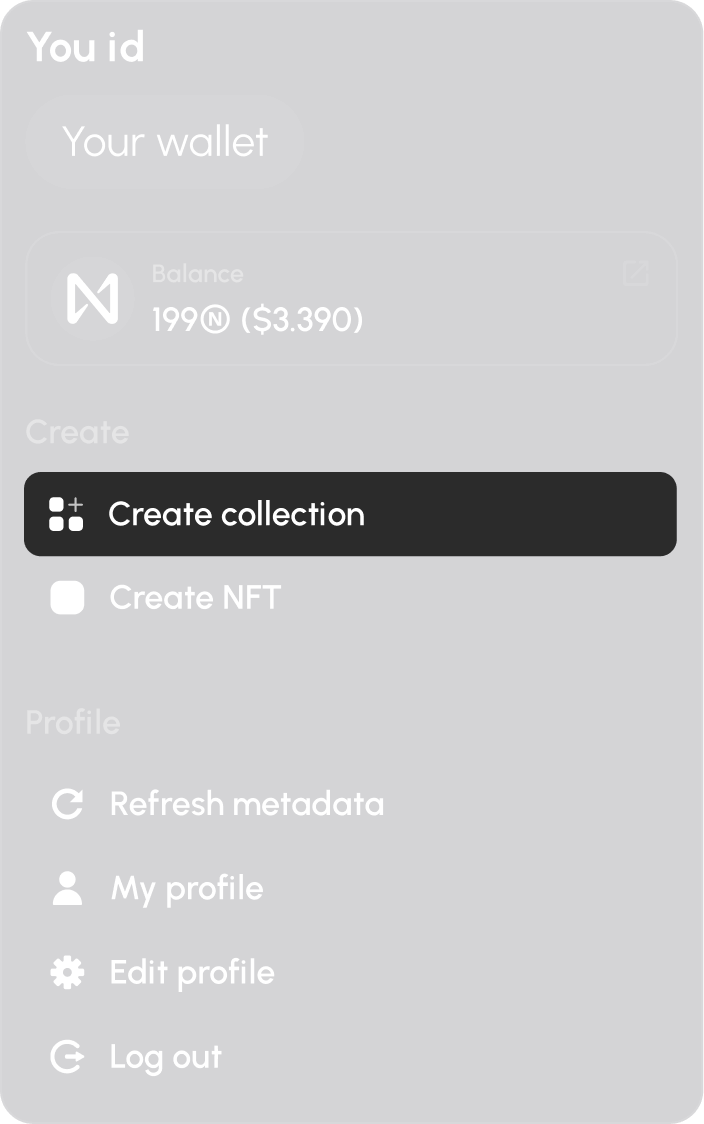 You id
Your wallet
Balance
199Ⓝ ($3.390)
Create
Create collection
Create NFT
Profile
Refresh metadata
My profile
Edit profile
Log out